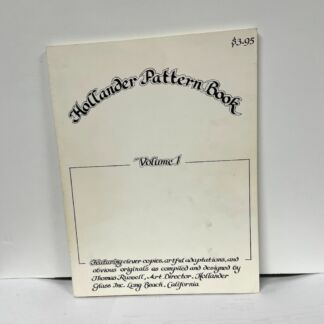 $3.95
Hollander Pattern Book
Volume 1
Featuring clever copies, artful adaptations, and
obvious originals as compiled and designed by
Thomas Russell, Art Director, Hollander
Glass Inc. Long Beach, California